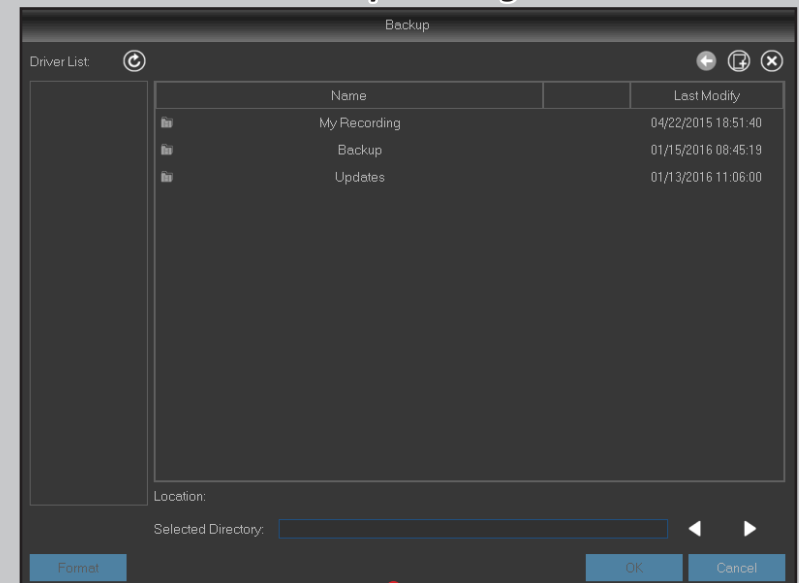 Backup
Driver List:
Name Last Modify
My Recording 04/22/2015 18:51:40
Backup 01/15/2016 08:45:19
Updates 01/13/2016 11:06:00
Location:
Selected Directory:
Format OK Cancel